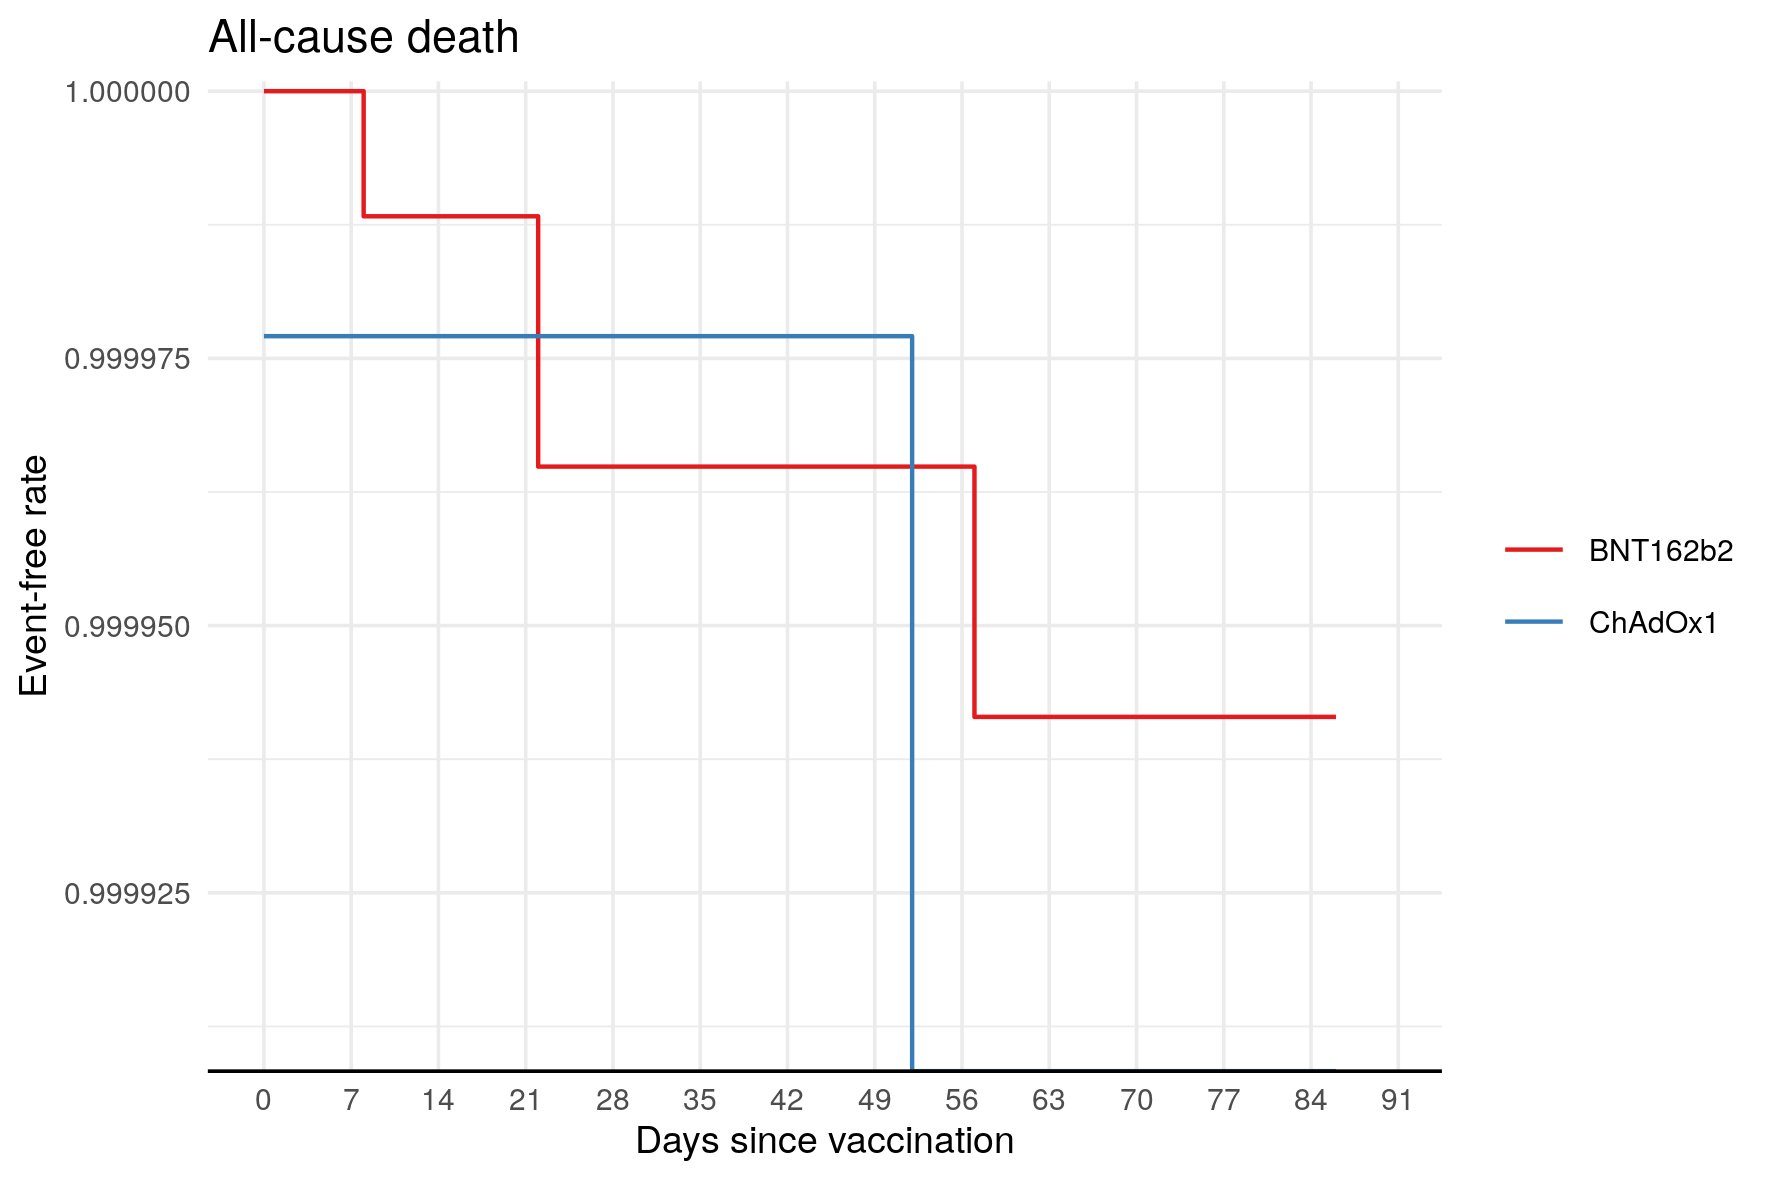 All-cause death
1.000000
0.999975
0.999950
0.999925
Event-free rate
0 7 14 21 28 35 42 49 56 63 70 77 84 91
Days since vaccination
BNT162b2
ChAdOx1